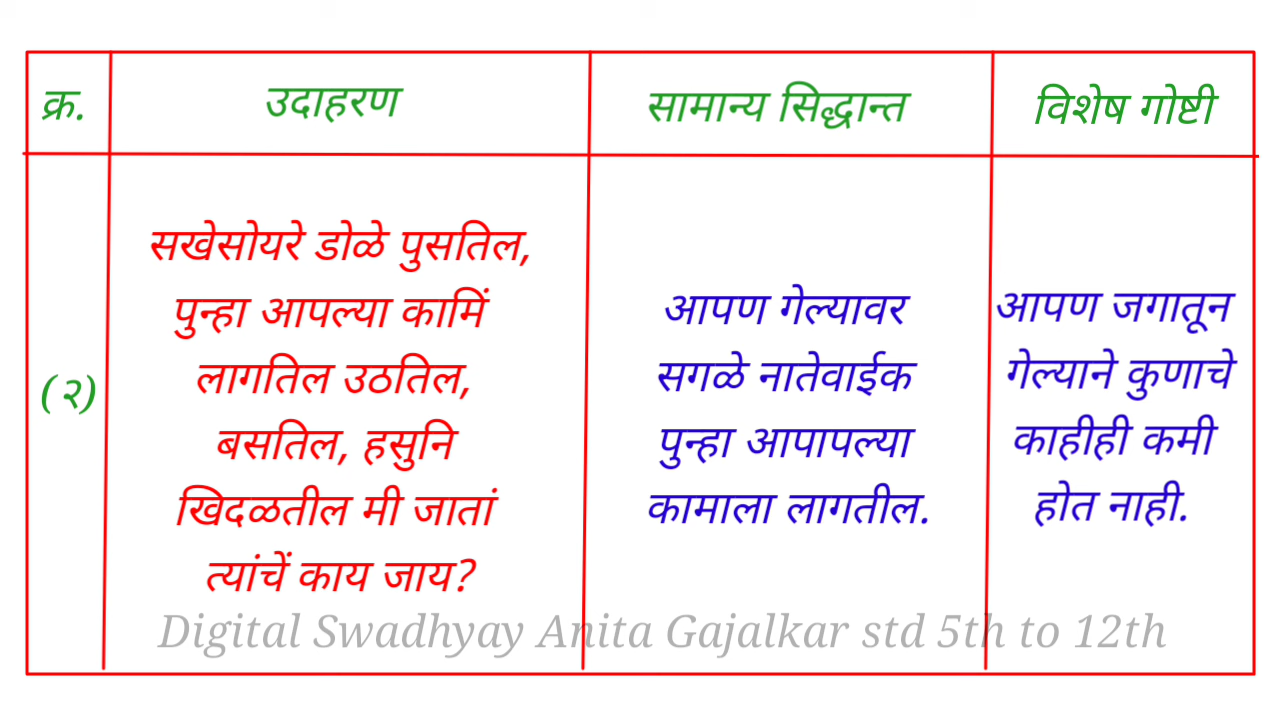 क्र.
उदाहरण
सामान्य सिद्धान्त
विशेष गोष्टी
(२)
सखेसोयरे डोळे पुसतिल,
पुन्हा आपल्या कामिं
लागतिल उठतिल,
बसतिल, हसुनि
खिदळतील मी जातां
त्यांचें काय जाय?
आपण गेल्यावर
सगळे नातेवाईक
पुन्हा आपापल्या
कामाला लागतील.
आपण जगातून
गेल्याने कुणाचे
काहीही कमी
होत नाही.
Digital Swadhyay Anita Gajalkar std 5th to 12th